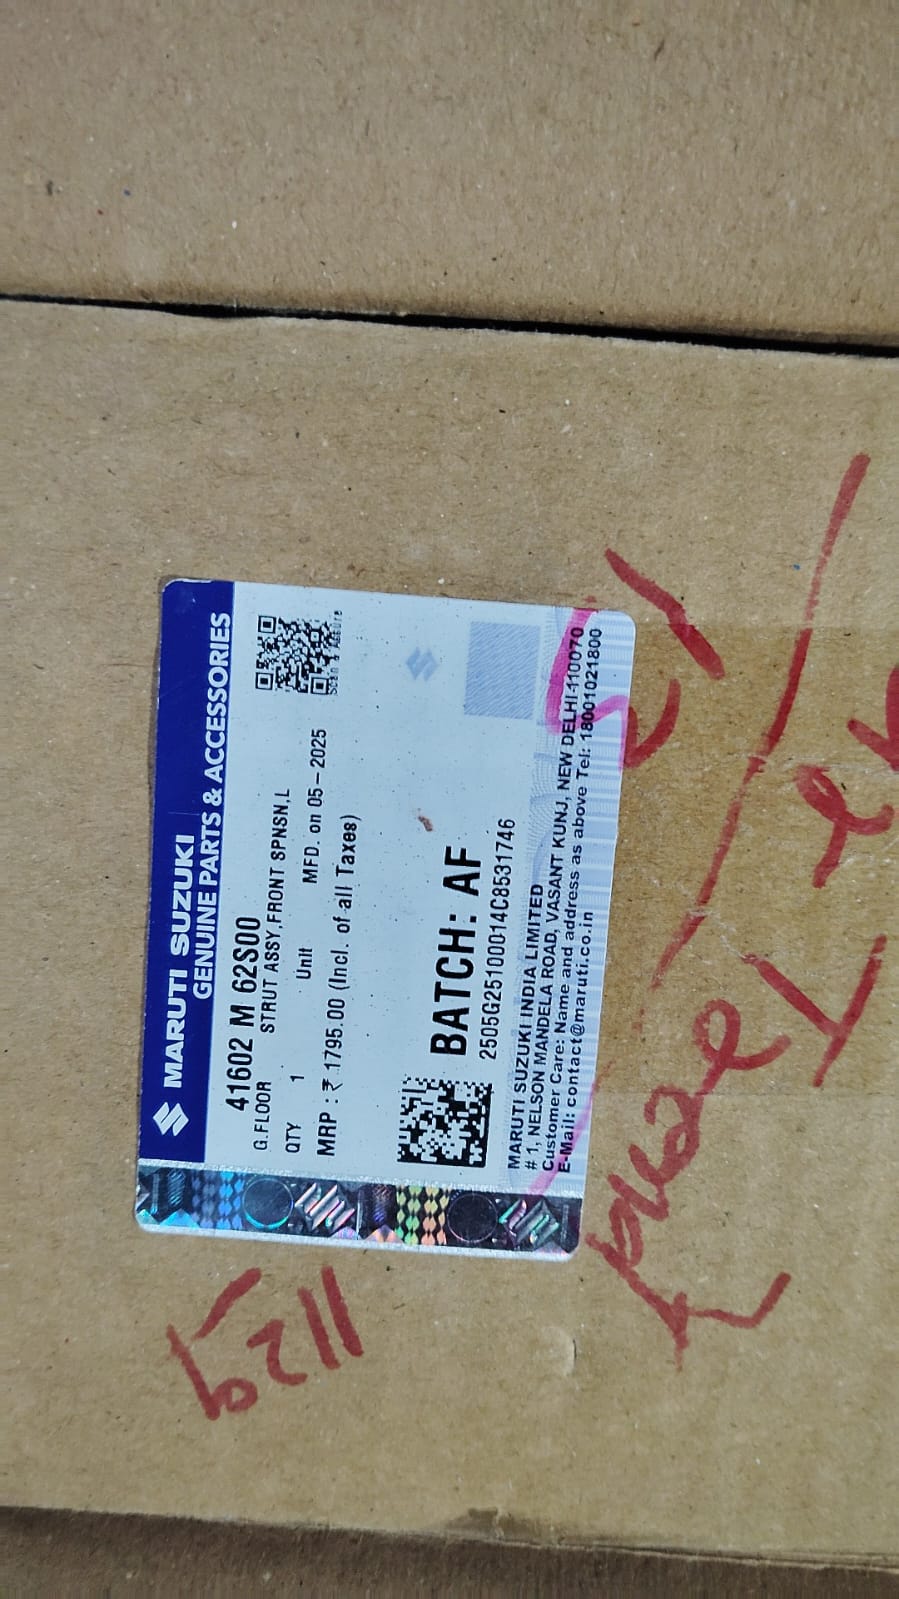 MARUTI SUZUKI
GENUINE PARTS & ACCESSORIES
41602 M 62S00
G.FLOOR STRUT ASSY,FRONT SPNSN,L
QTY 1 Unit MFD. on 05-2025
MRP : ₹ 1795.00 (Incl. of all Taxes)
Scan & Assure
BATCH: AF
2505G25100014C8531746
MARUTI SUZUKI INDIA LIMITED
# 1, NELSON MANDELA ROAD, VASANT KUNJ, NEW DELHI-110070
Customer Care: Name and address as above Tel: 18001021800
E-Mail: contact@maruti.co.in